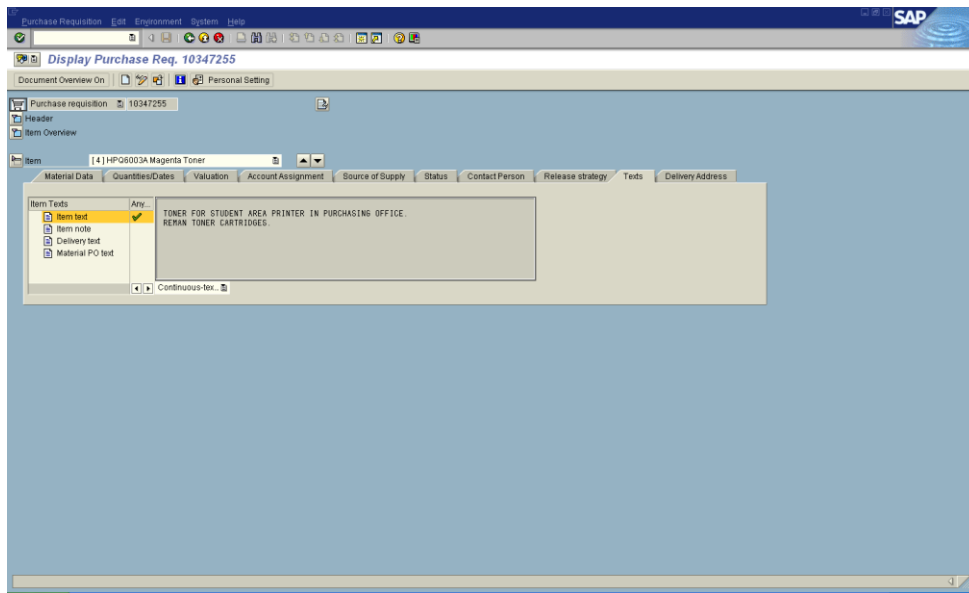 Purchase Requisition Edit Environment System Help
SAP
Display Purchase Req. 10347255
Document Overview On Personal Setting
Purchase requisition 10347255
Header
Item Overview
Item [ 4 ] HPQ6003A Magenta Toner
Material Data Quantities/Dates Valuation Account Assignment Source of Supply Status Contact Person Release strategy Texts Delivery Address
Item Texts Any...
Item text
Item note
Delivery text
Material PO text
TONER FOR STUDENT AREA PRINTER IN PURCHASING OFFICE.
REMAN TONER CARTRIDGES.
Continuous-tex...